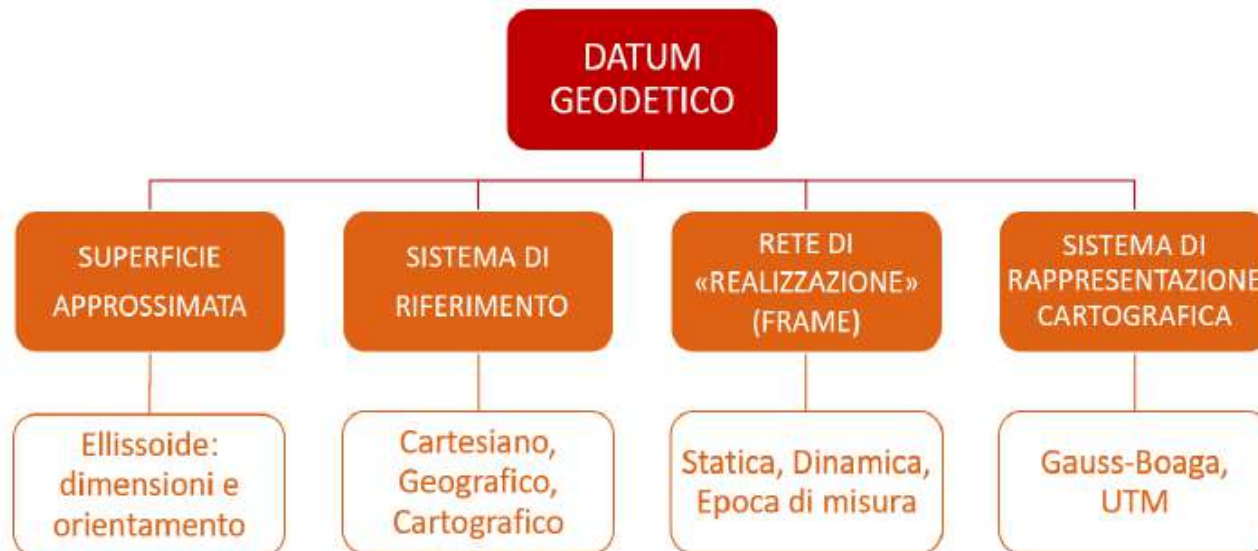 DATUM
GEODETICO
SUPERFICIE
APPROSSIMATA
SISTEMA DI
RIFERIMENTO
RETE DI
«REALIZZAZIONE»
(FRAME)
SISTEMA DI
RAPPRESENTAZIONE
CARTOGRAFICA
Ellissoide:
dimensioni e
orientamento
Cartesiano,
Geografico,
Cartografico
Statica, Dinamica,
Epoca di misura
Gauss-Boaga,
UTM